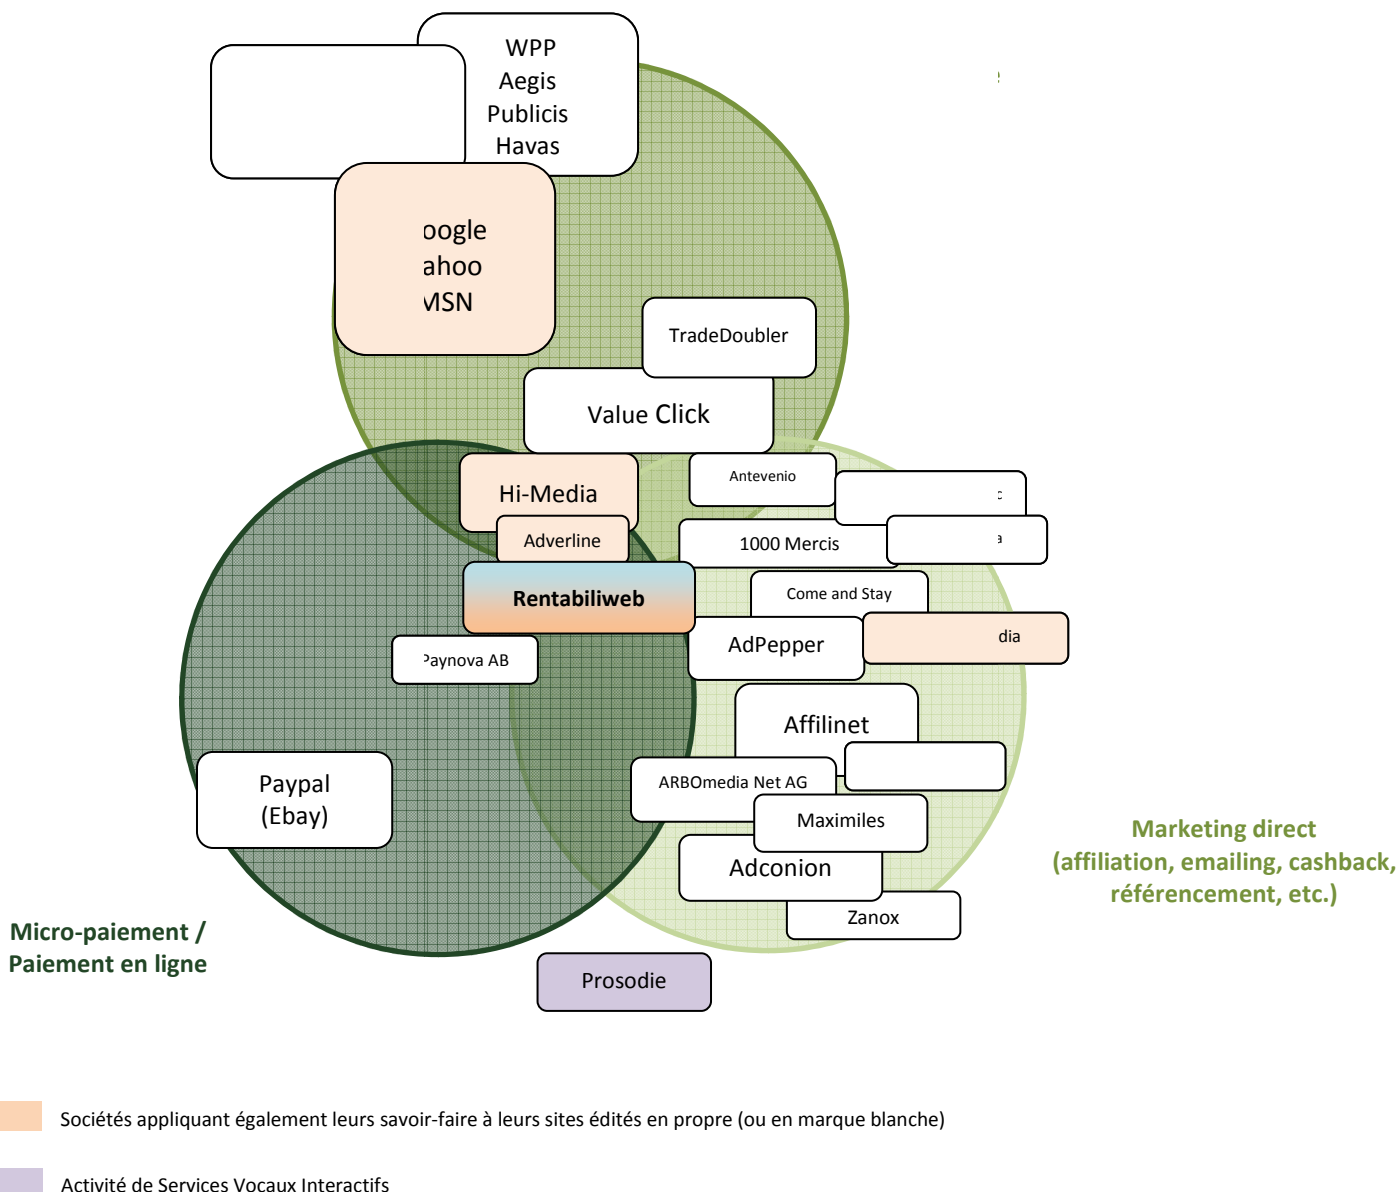 WPP
Aegis
Publicis
Havas
oogle
ahoo
MSN
TradeDoubler
Value Click
Antevenio
Hi-Media
Adverline
1000 Mercis
Come and Stay
Rentabiliweb
AdPepper
dia
Paynova AB
Affilinet
ARBOmedia Net AG
Paypal
(Ebay)
Maximiles
Adconion
Zanox
Marketing direct
(affiliation, emailing, cashback,
référencement, etc.)
Micro-paiement /
Paiement en ligne
Prosodie
Sociétés appliquant également leurs savoir-faire à leurs sites édités en propre (ou en marque blanche)
Activité de Services Vocaux Interactifs